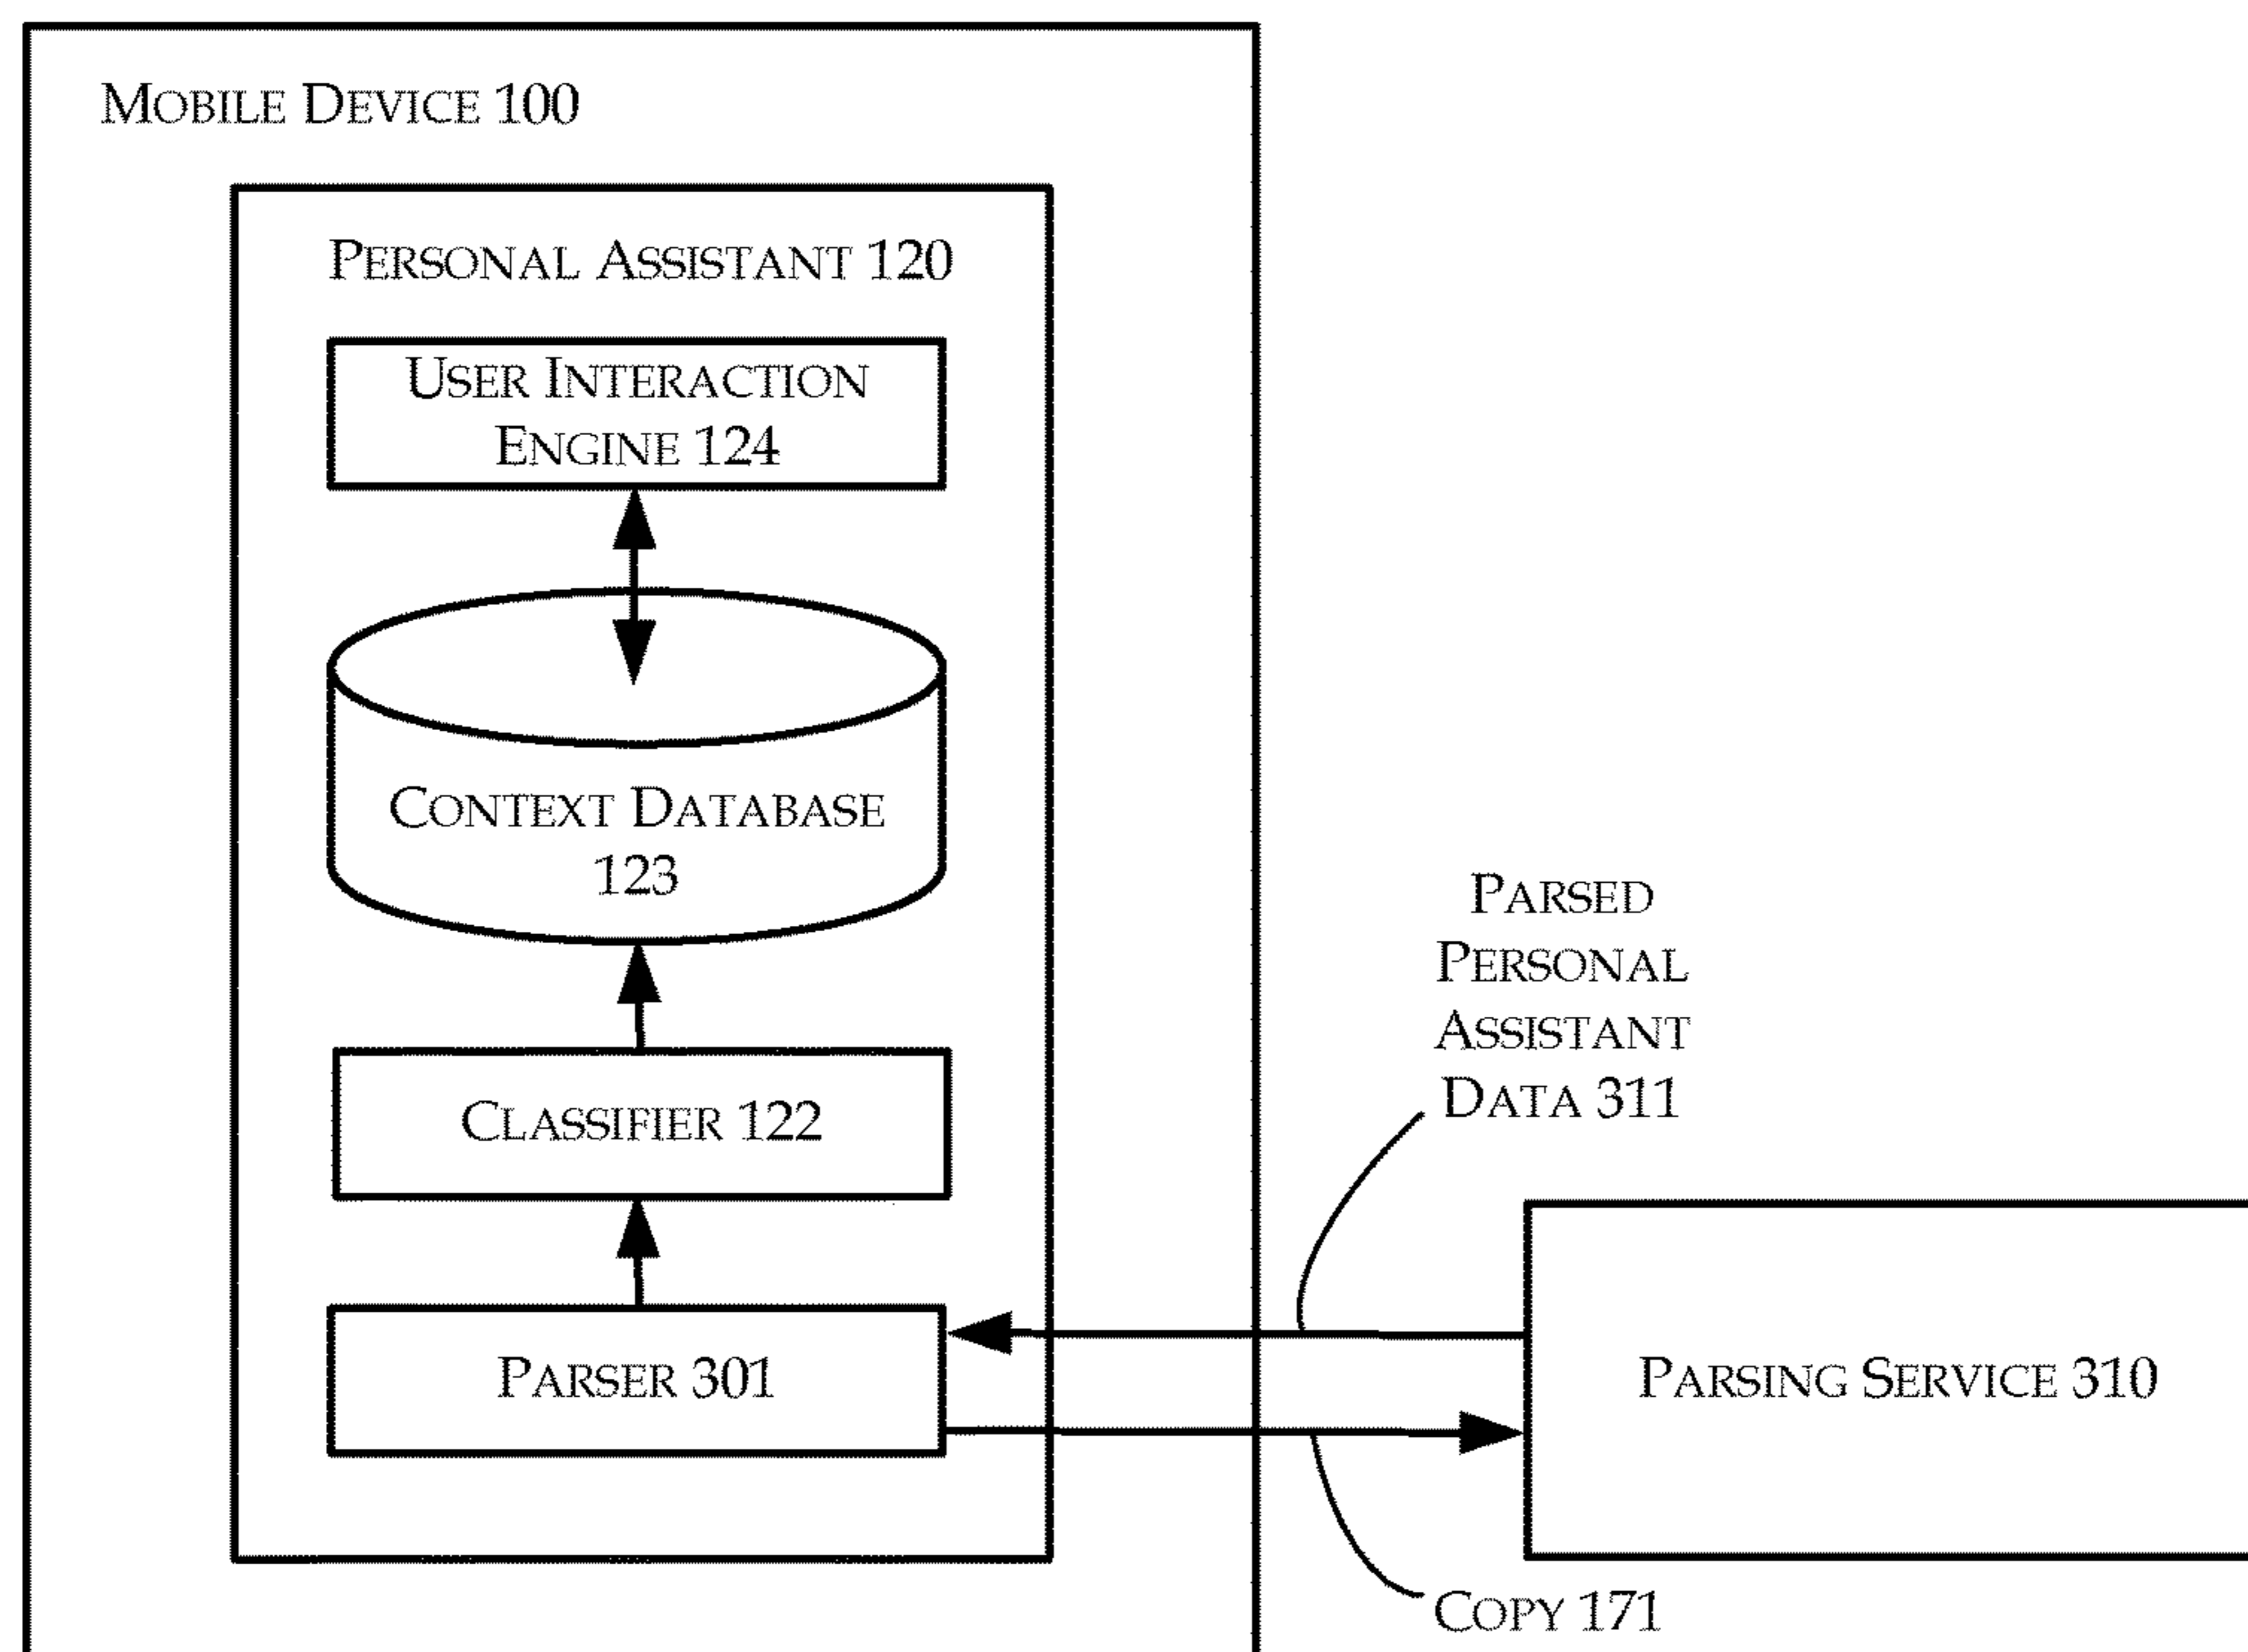 MOBILE DEVICE 100
PERSONAL ASSISTANT 120
USER INTERACTION
ENGINE 124
CONTEXT DATABASE
123
CLASSIFIER 122
PARSER 301
PARSED
PERSONAL
ASSISTANT
DATA 311
PARSING SERVICE 310
COPY 171